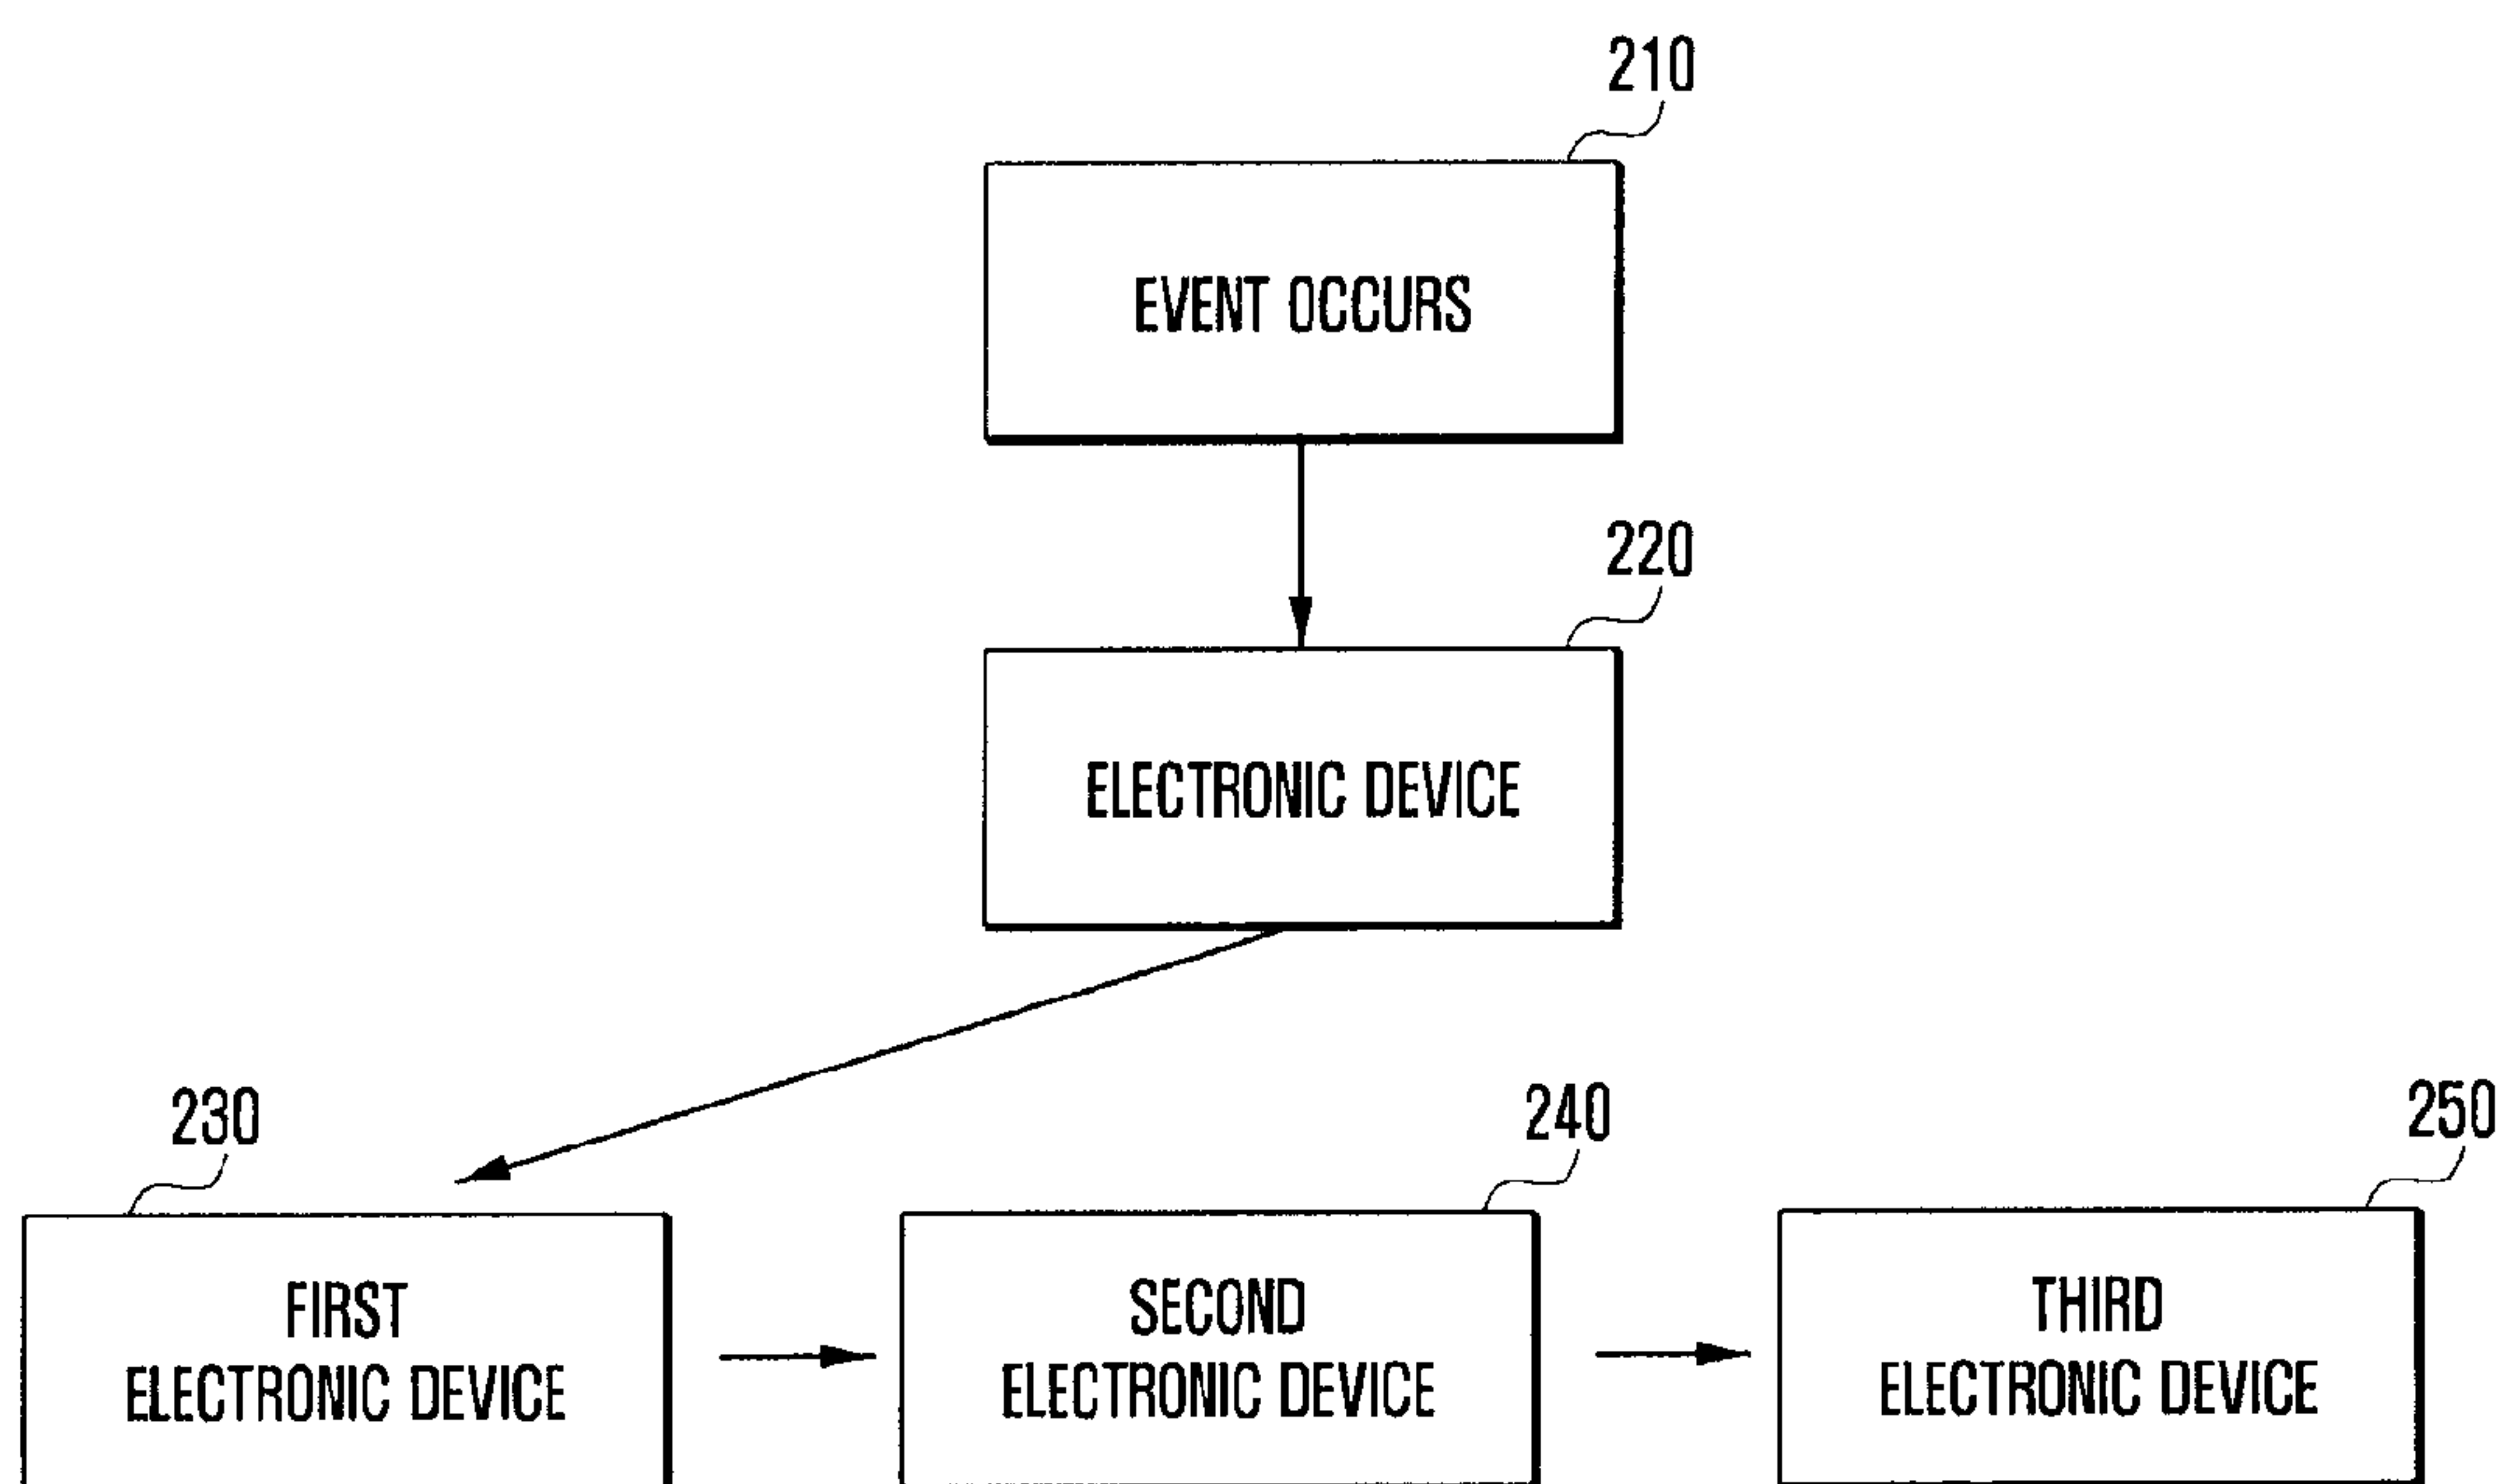 210
EVENT OCCURS
220
ELECTRONIC DEVICE
230
240
250
FIRST
ELECTRONIC DEVICE
SECOND
ELECTRONIC DEVICE
THIRD
ELECTRONIC DEVICE